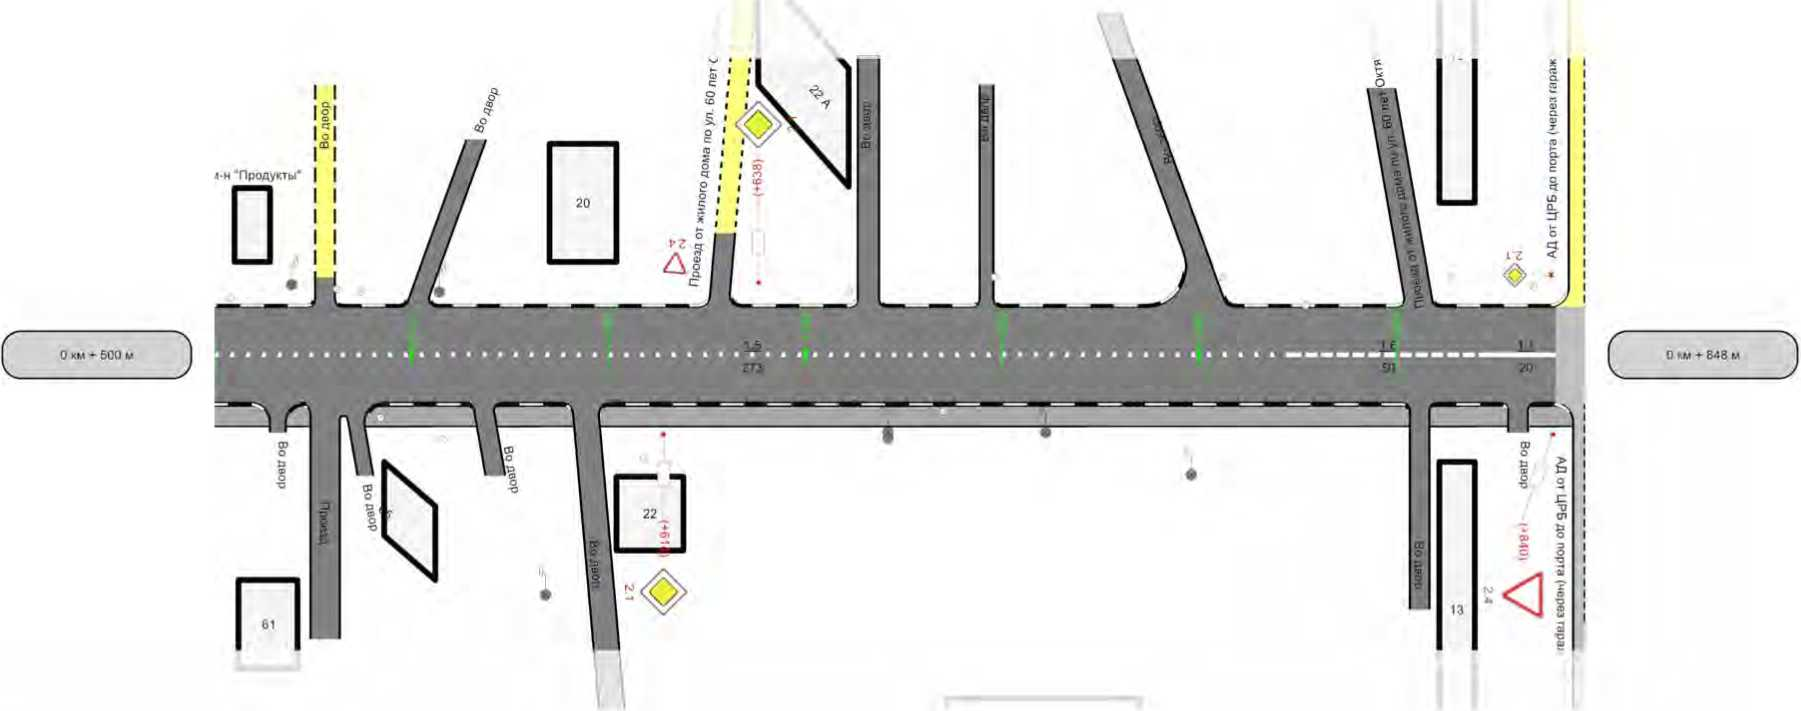 Во двор
Во двор
Проезд от жилого дома по ул. 60 лет
22 А
Во двор
Во двор
Проезд от жилого дома по ул. 60 лет Октя
АД от ЦРБ до порта (через гараж
м-н "Продукты"
20
(+638)
2.4
2.1
0 км + 500 м
0 км + 848 м
1.5
273
1.6
51
1.1
20
Во двор
Проезд
Во двор
Во двор
Во двор
22
2.1
61
Во двор
Во двор
(+840)
2.4
13
АД от ЦРБ до порта (через гараж